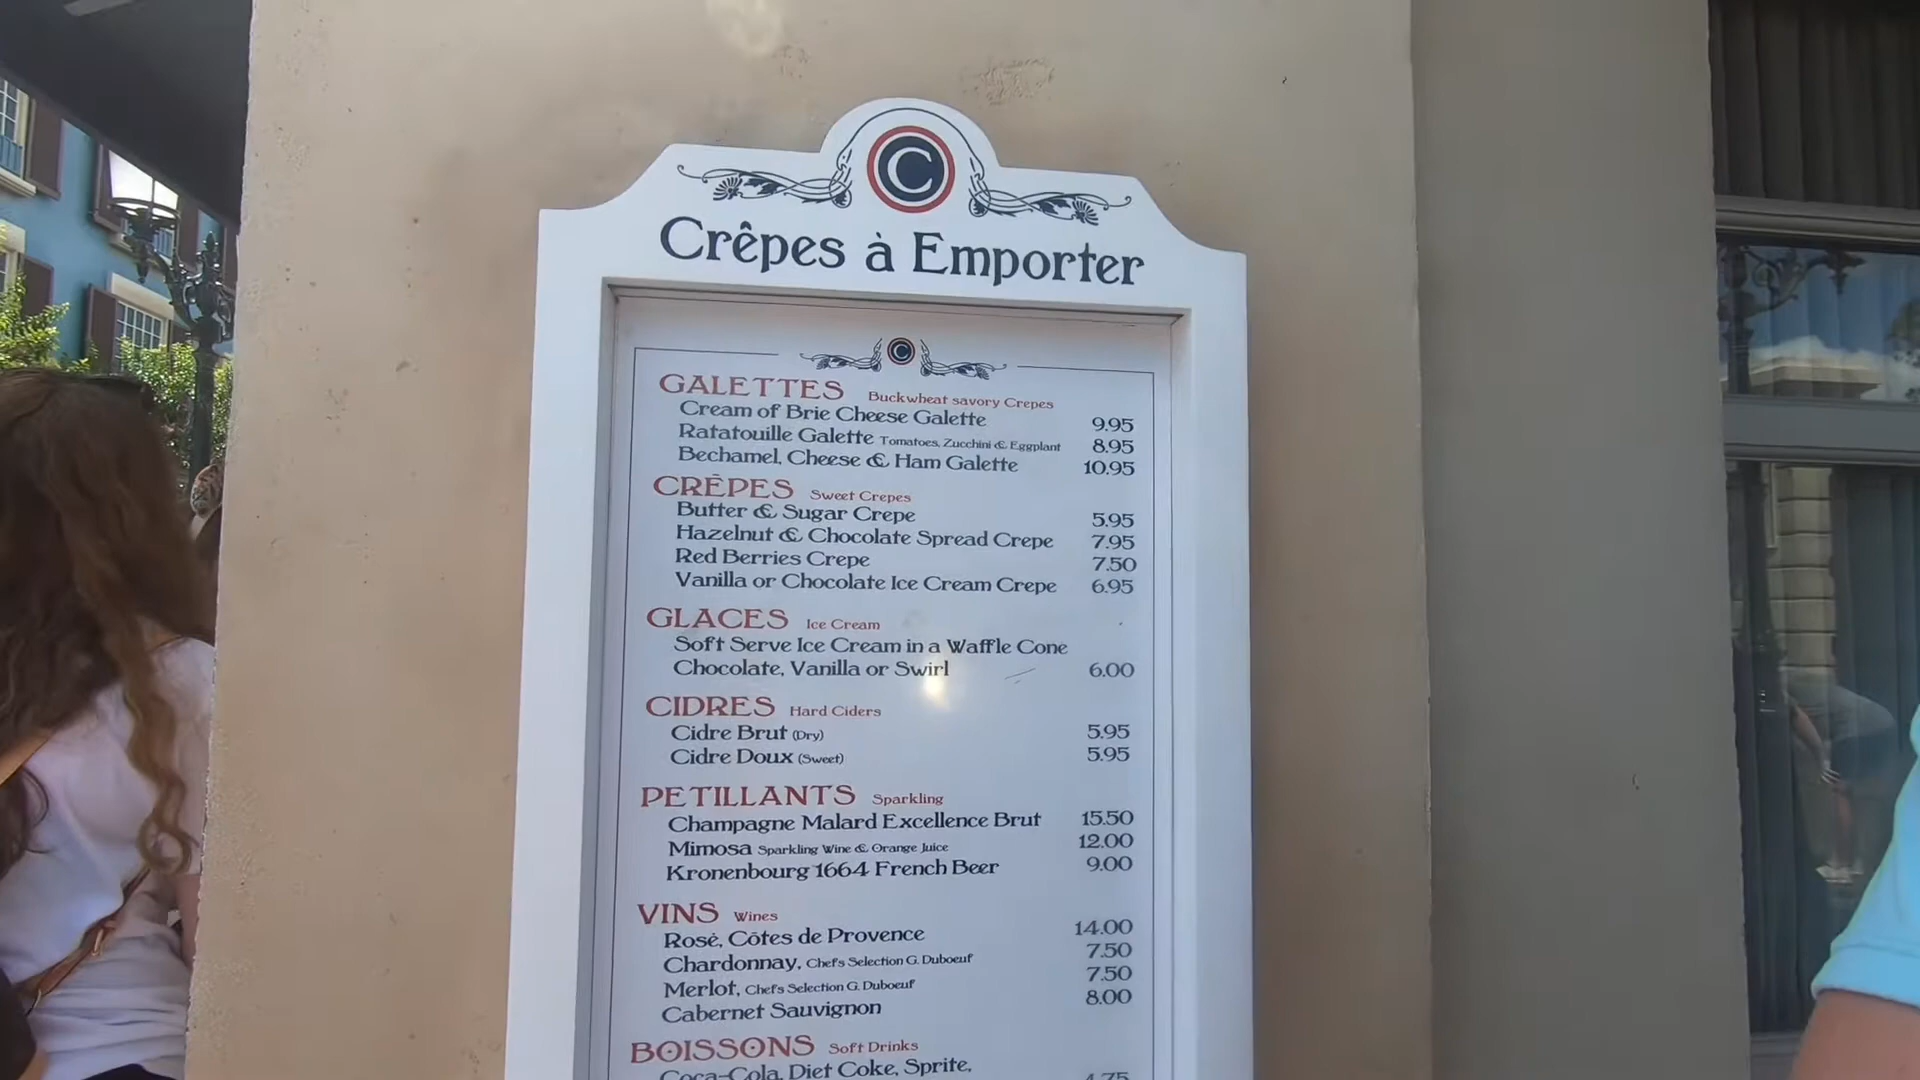 C
Crêpes à Emporter
C
GALETTES Buckwheat savory Crepes
Cream of Brie Cheese Galette 9.95
Ratatouille Galette Tomatoes, Zucchini & Eggplant 8.95
Bechamel, Cheese & Ham Galette 10.95
CRÊPES Sweet Crepes
Butter & Sugar Crepe 5.95
Hazelnut & Chocolate Spread Crepe 7.95
Red Berries Crepe 7.50
Vanilla or Chocolate Ice Cream Crepe 6.95
GLACES Ice Cream
Soft Serve Ice Cream in a Waffle Cone
Chocolate, Vanilla or Swirl 6.00
CIDRES Hard Ciders
Cidre Brut (Dry) 5.95
Cidre Doux (Sweet) 5.95
PETILLANTS Sparkling
Champagne Malard Excellence Brut 15.50
Mimosa Sparkling Wine & Orange Juice 12.00
Kronenbourg 1664 French Beer 9.00
VINS Wines
Rosé, Côtes de Provence 14.00
Chardonnay, Chef's Selection G. Duboeuf 7.50
Merlot, Chef's Selection G. Duboeuf 7.50
Cabernet Sauvignon 8.00
BOISSONS Soft Drinks
Coca-Cola, Diet Coke, Sprite, 4.75